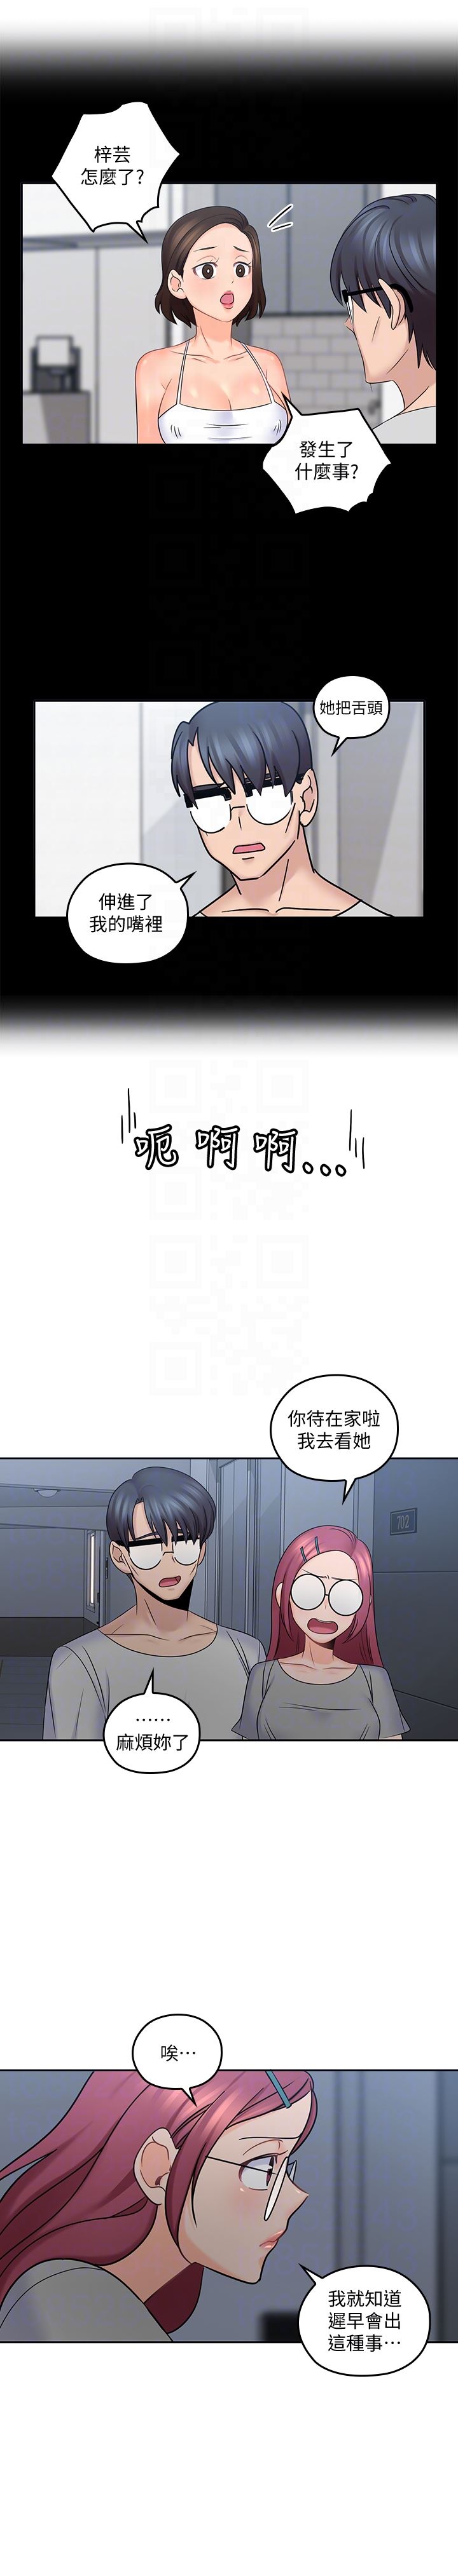 梓芸
怎麼了?
發生了
什麼事?
她把舌頭
伸進了
我的嘴裡
呃啊啊...
你待在家啦
我去看她
702
⋯⋯
麻煩妳了
唉⋯
我就知道
遲早會出
這種事⋯